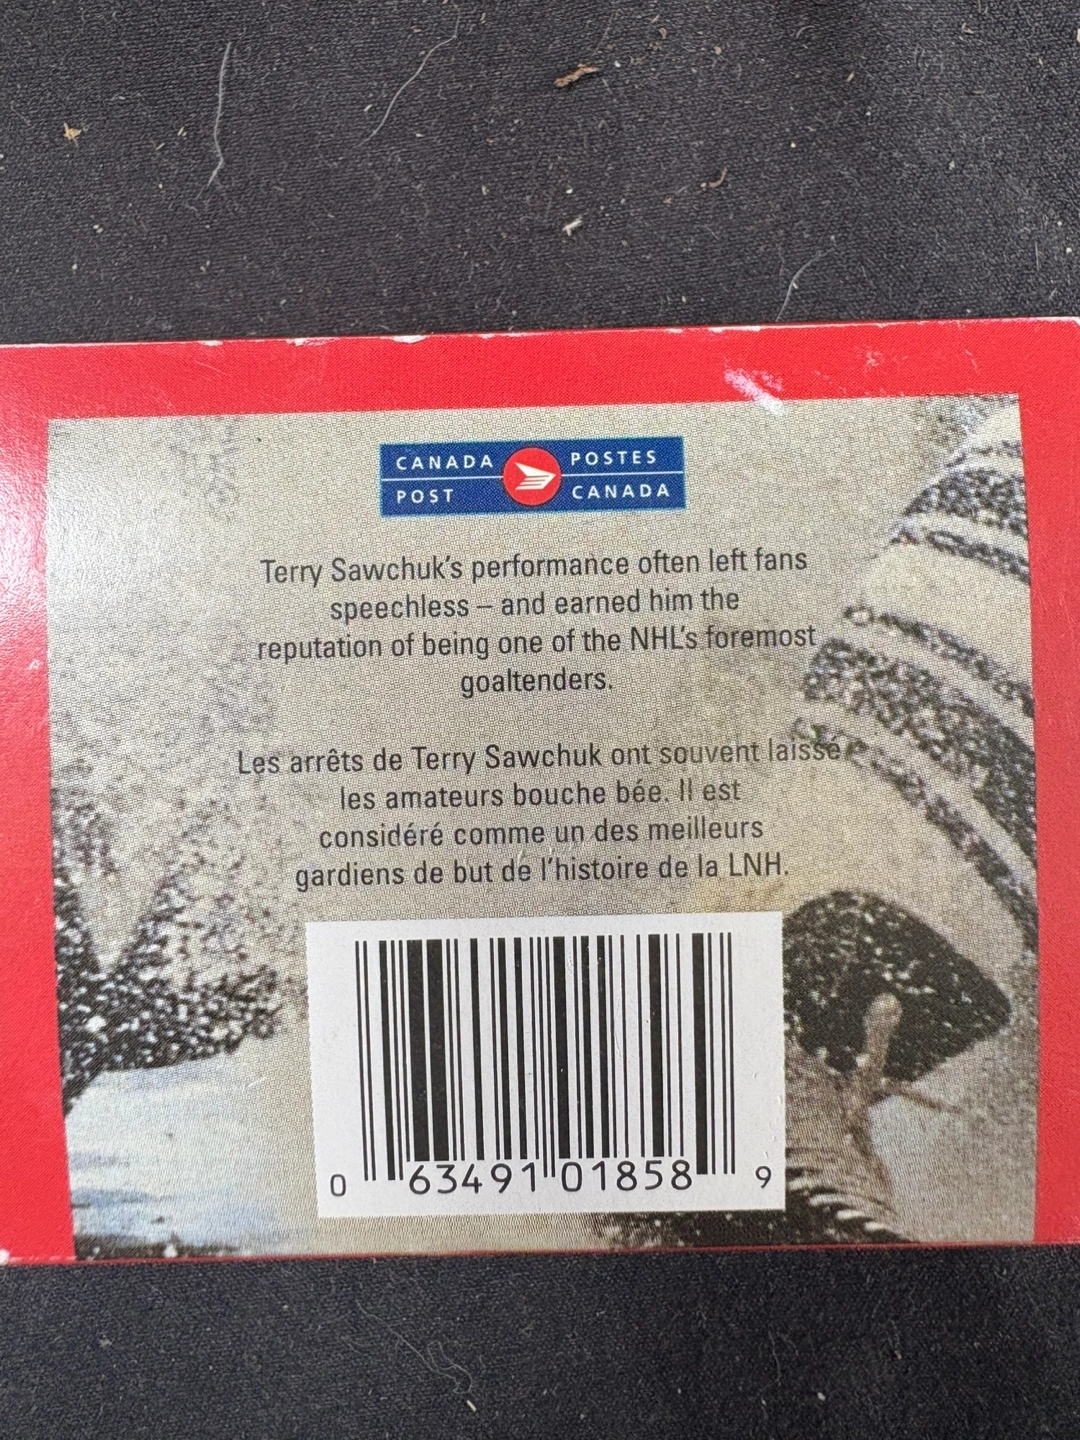 CANADA POSTES
POST CANADA
Terry Sawchuk's performance often left fans
speechless – and earned him the
reputation of being one of the NHL's foremost
goaltenders.
Les arrêts de Terry Sawchuk ont souvent laissé
les amateurs bouche bée. Il est
considéré comme un des meilleurs
gardiens de but de l'histoire de la LNH.
0 63491 01858 9